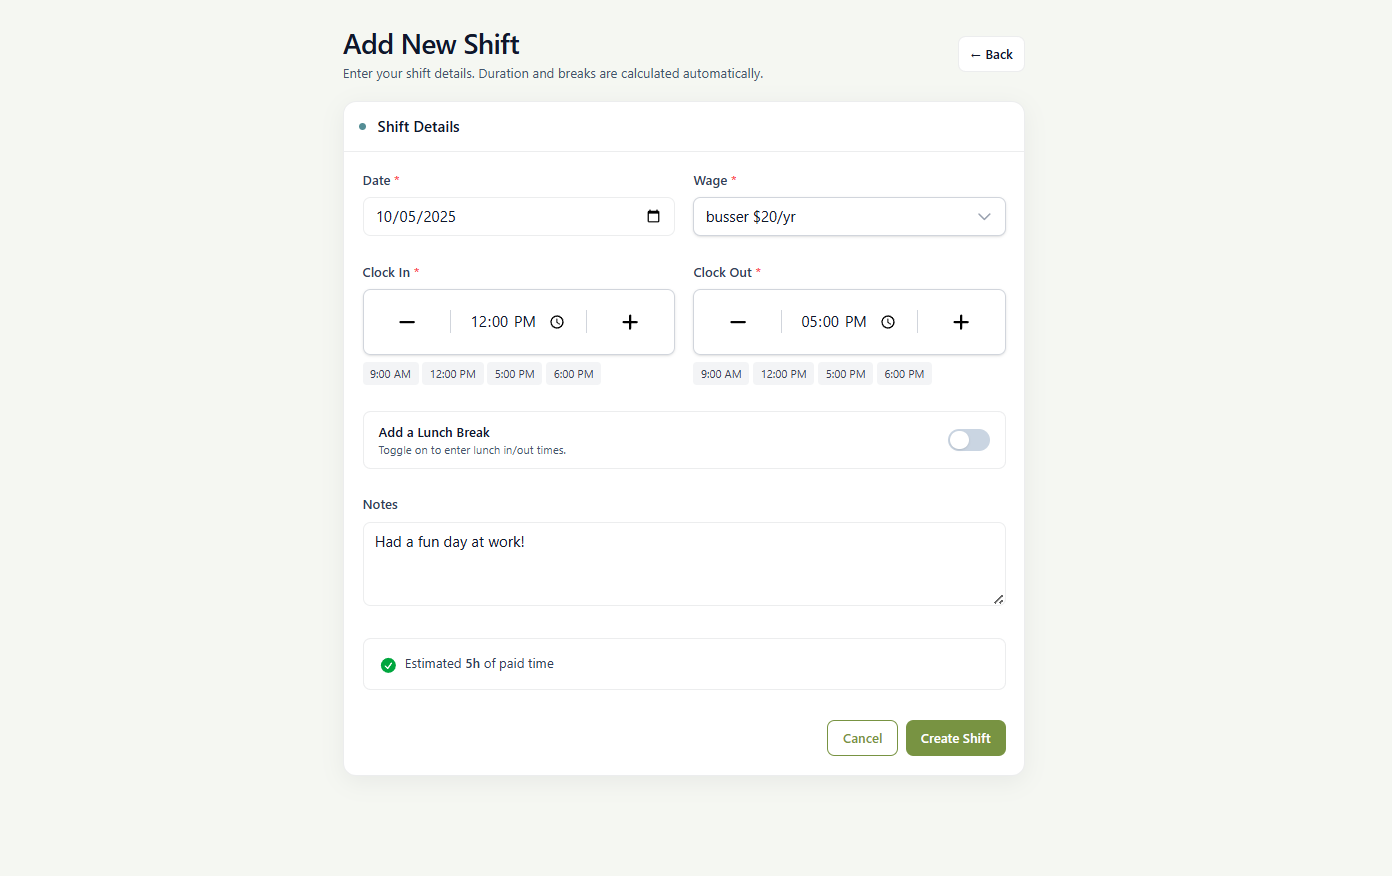 Add New Shift
Enter your shift details. Duration and breaks are calculated automatically.
← Back
Shift Details
Date *
Wage *
10/05/2025
busser $20/yr
Clock In *
Clock Out *
12:00 PM
05:00 PM
9:00 AM 12:00 PM 5:00 PM 6:00 PM
9:00 AM 12:00 PM 5:00 PM 6:00 PM
Add a Lunch Break
Toggle on to enter lunch in/out times.
Notes
Had a fun day at work!
Estimated 5h of paid time
Cancel
Create Shift